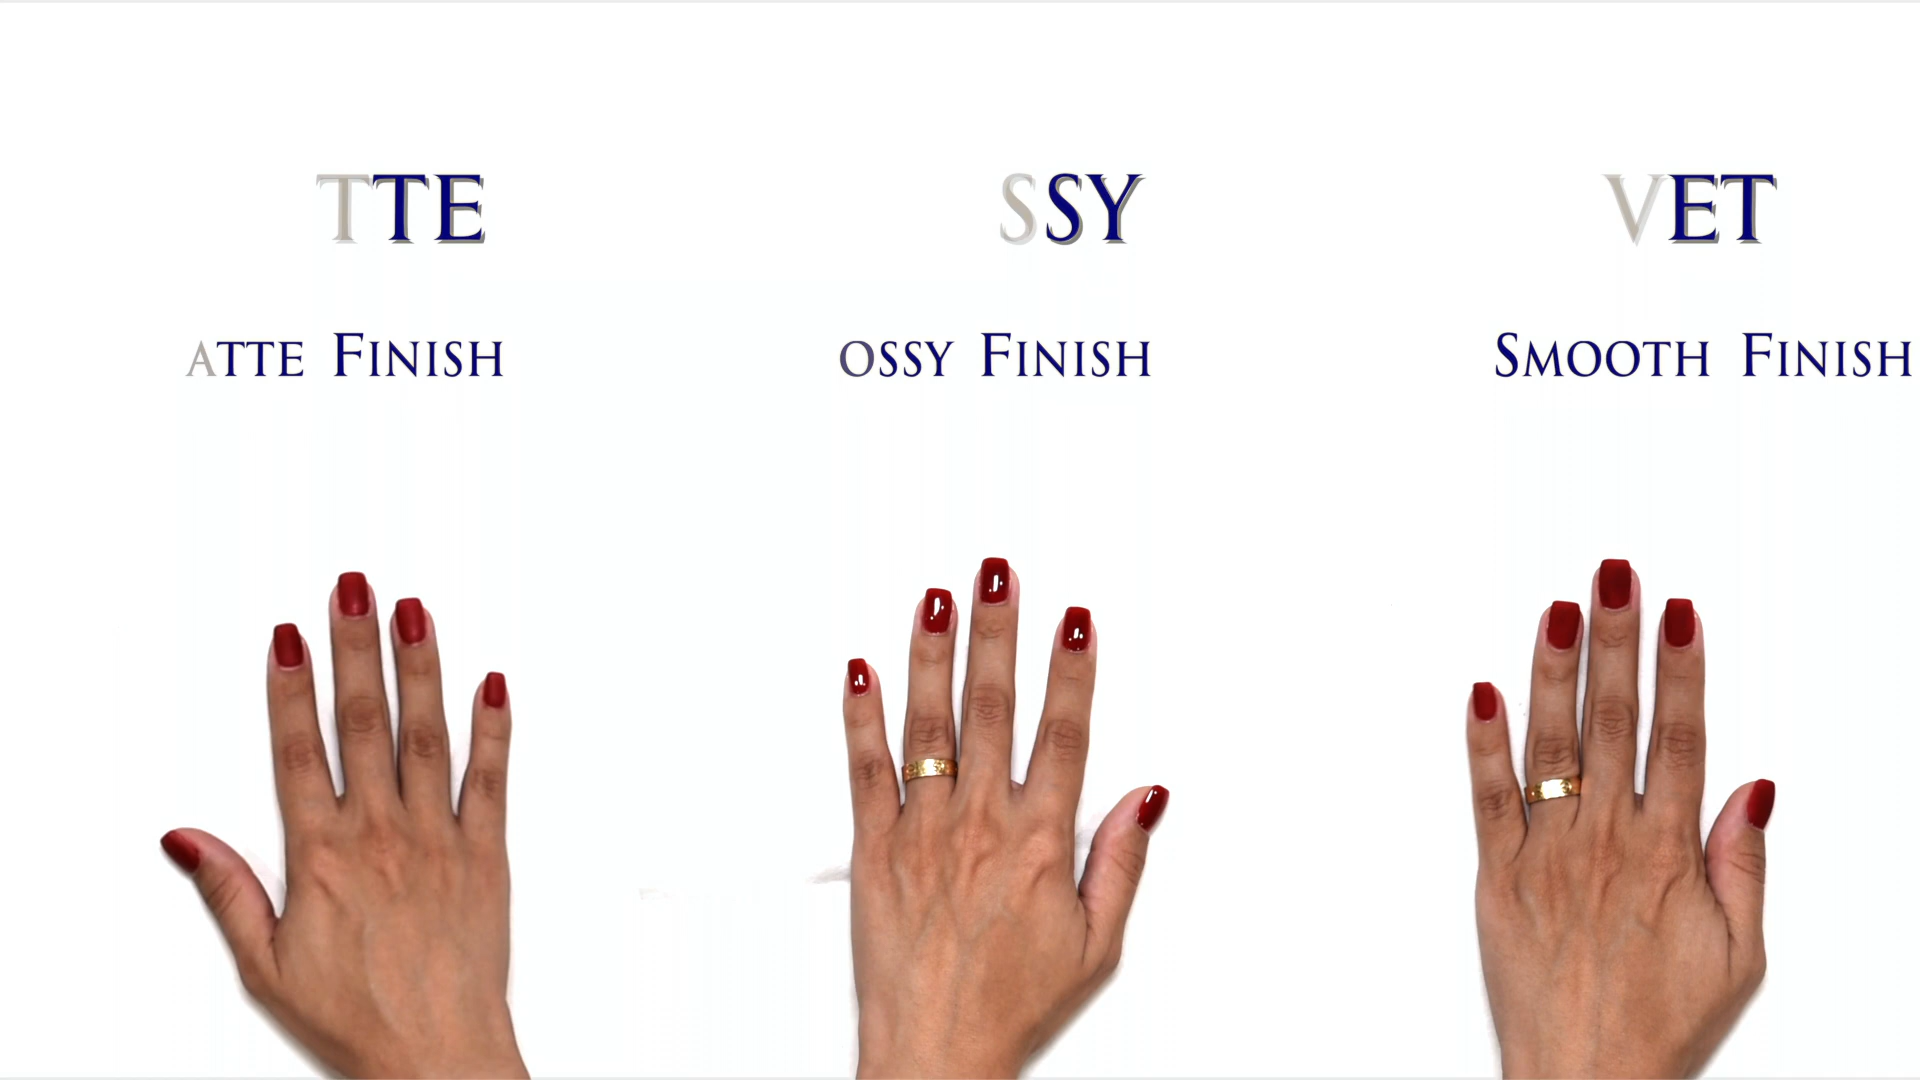 TTE
SSY
VET
ATTE FINISH
OSSY FINISH
SMOOTH FINISH